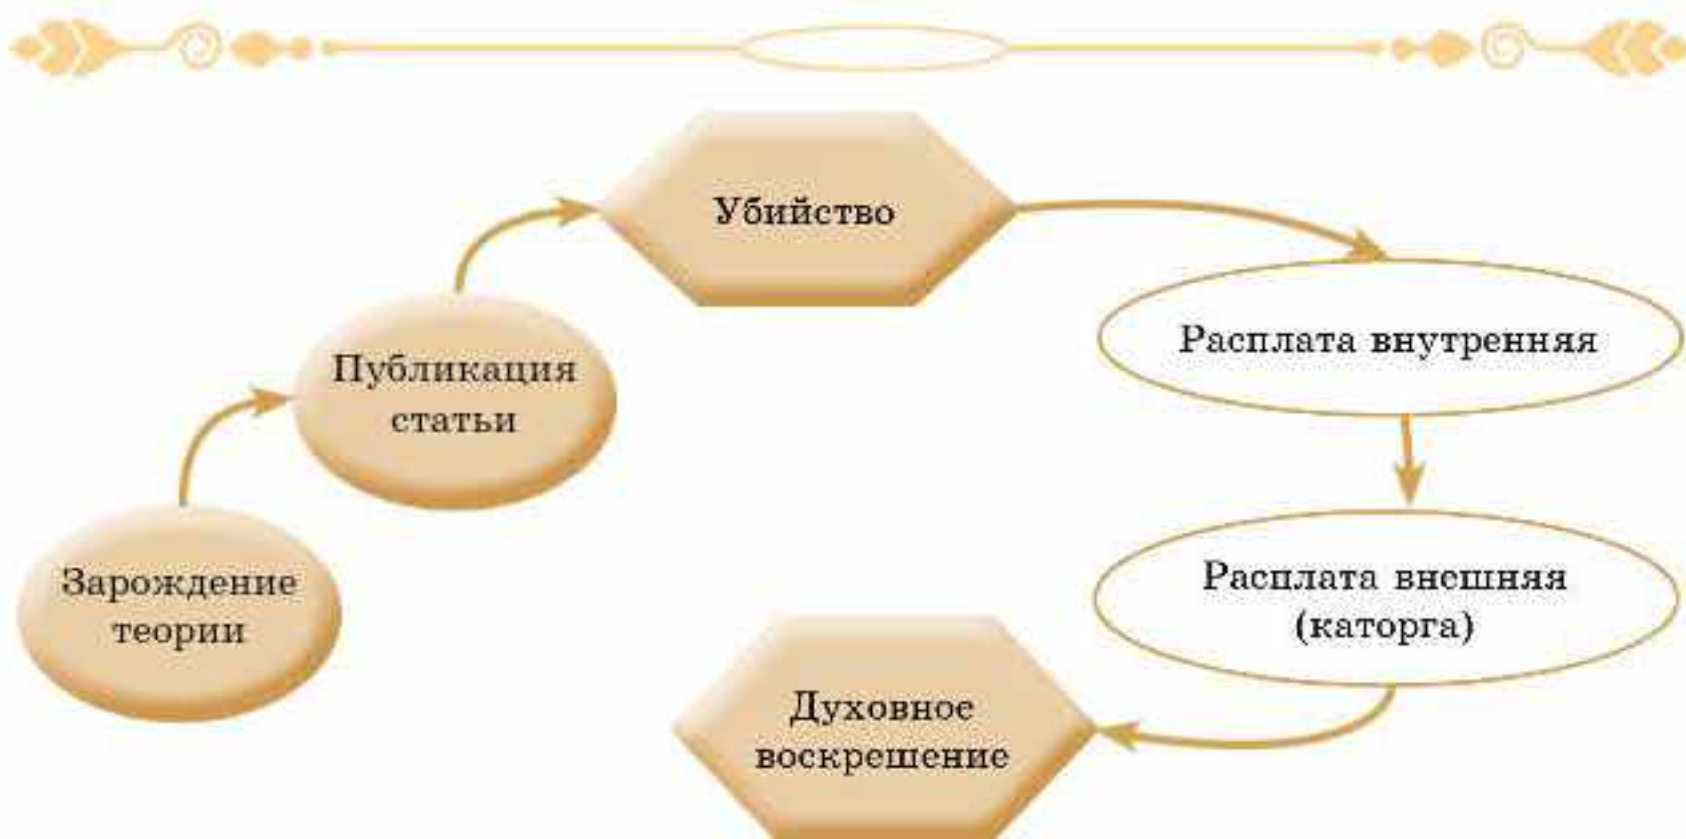 Зарождение
теории
Публикация
статьи
Убийство
Расплата внутренняя
Расплата внешняя
(каторга)
Духовное
воскрешение